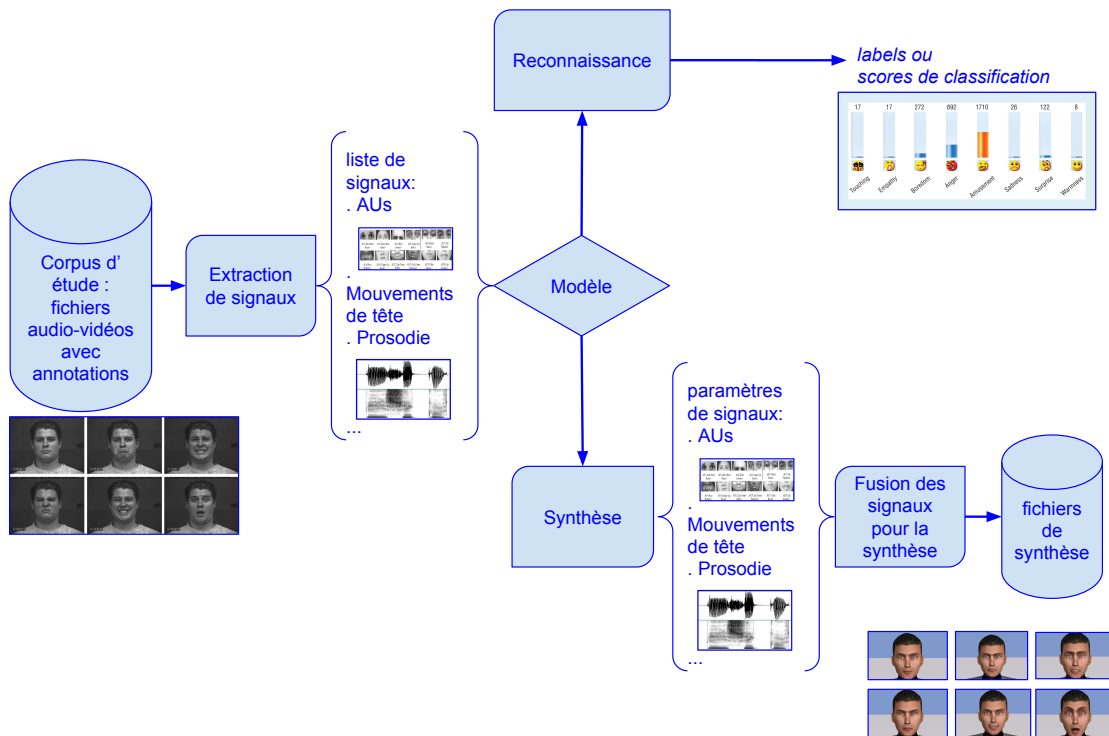 Reconnaissance
labels ou
scores de classification
17 17 272 892 1710 26 122 8
Touching Empathy Boredom Anger Amusement Sadness Surprise Warmness
Corpus d'
étude :
fichiers
audio-vidéos
avec
annotations
Extraction
de signaux
liste de
signaux:
. AUs
.
Mouvements
de tête
. Prosodie
...
Modèle
Synthèse
paramètres
de signaux:
. AUs
.
Mouvements
de tête
. Prosodie
...
Fusion des
signaux
pour la
synthèse
fichiers
de
synthèse